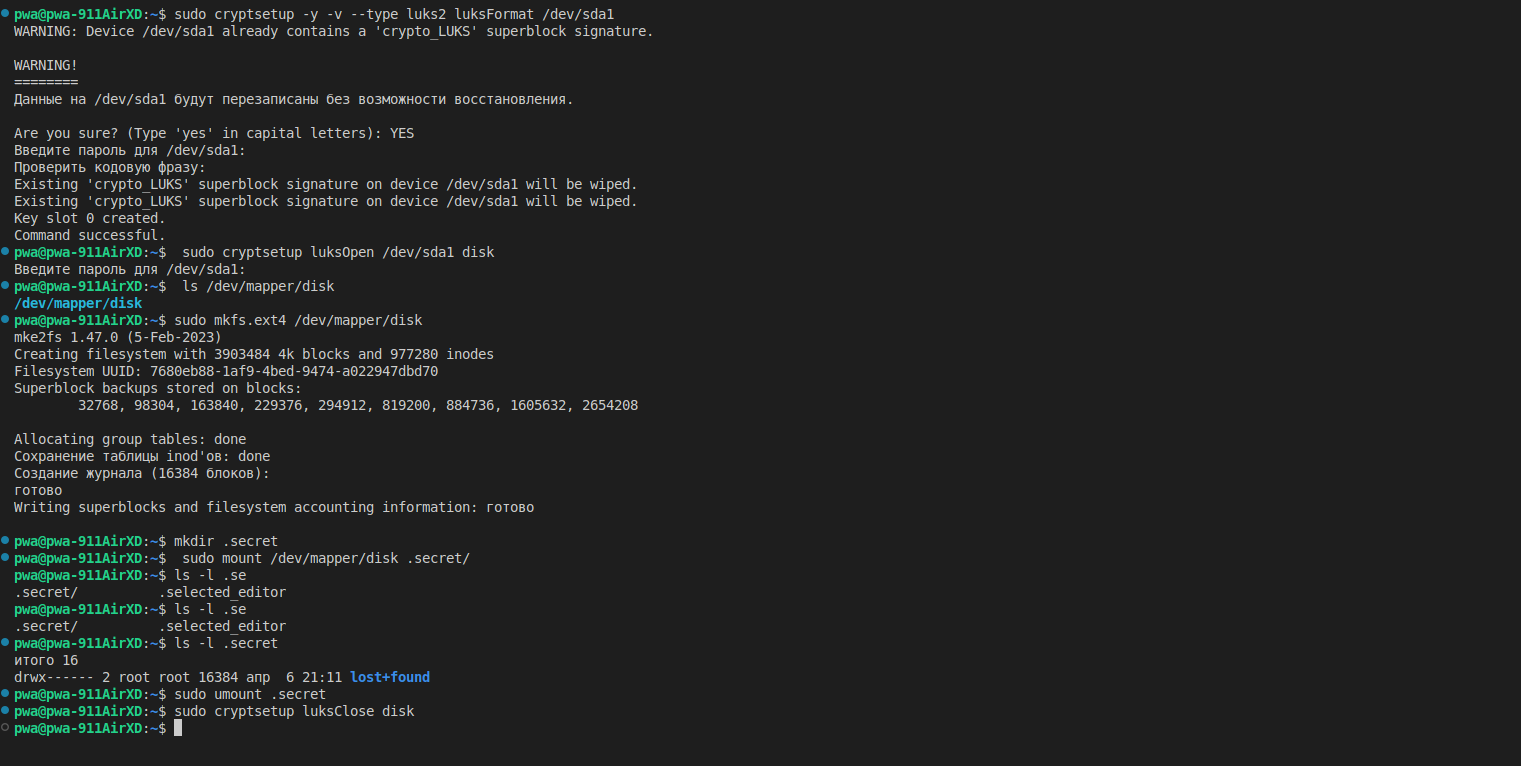 pwa@pwa-911AirXD:~$ sudo cryptsetup -y -v --type luks2 luksFormat /dev/sda1
WARNING: Device /dev/sda1 already contains a 'crypto_LUKS' superblock signature.
WARNING!
========
Данные на /dev/sda1 будут перезаписаны без возможности восстановления.
Are you sure? (Type 'yes' in capital letters): YES
Введите пароль для /dev/sda1:
Проверить кодовую фразу:
Existing 'crypto_LUKS' superblock signature on device /dev/sda1 will be wiped.
Existing 'crypto_LUKS' superblock signature on device /dev/sda1 will be wiped.
Key slot 0 created.
Command successful.
pwa@pwa-911AirXD:~$  sudo cryptsetup luksOpen /dev/sda1 disk
Введите пароль для /dev/sda1:
pwa@pwa-911AirXD:~$  ls /dev/mapper/disk
/dev/mapper/disk
pwa@pwa-911AirXD:~$ sudo mkfs.ext4 /dev/mapper/disk
mke2fs 1.47.0 (5-Feb-2023)
Creating filesystem with 3903484 4k blocks and 977280 inodes
Filesystem UUID: 7680eb88-1af9-4bed-9474-a022947dbd70
Superblock backups stored on blocks:
        32768, 98304, 163840, 229376, 294912, 819200, 884736, 1605632, 2654208
Allocating group tables: done
Сохранение таблицы inod'ов: done
Создание журнала (16384 блоков):
готово
Writing superblocks and filesystem accounting information: готово
pwa@pwa-911AirXD:~$ mkdir .secret
pwa@pwa-911AirXD:~$  sudo mount /dev/mapper/disk .secret/
pwa@pwa-911AirXD:~$ ls -l .se
.secret/          .selected_editor
pwa@pwa-911AirXD:~$ ls -l .se
.secret/          .selected_editor
pwa@pwa-911AirXD:~$ ls -l .secret
итого 16
drwx------ 2 root root 16384 апр  6 21:11 lost+found
pwa@pwa-911AirXD:~$ sudo umount .secret
pwa@pwa-911AirXD:~$ sudo cryptsetup luksClose disk
pwa@pwa-911AirXD:~$